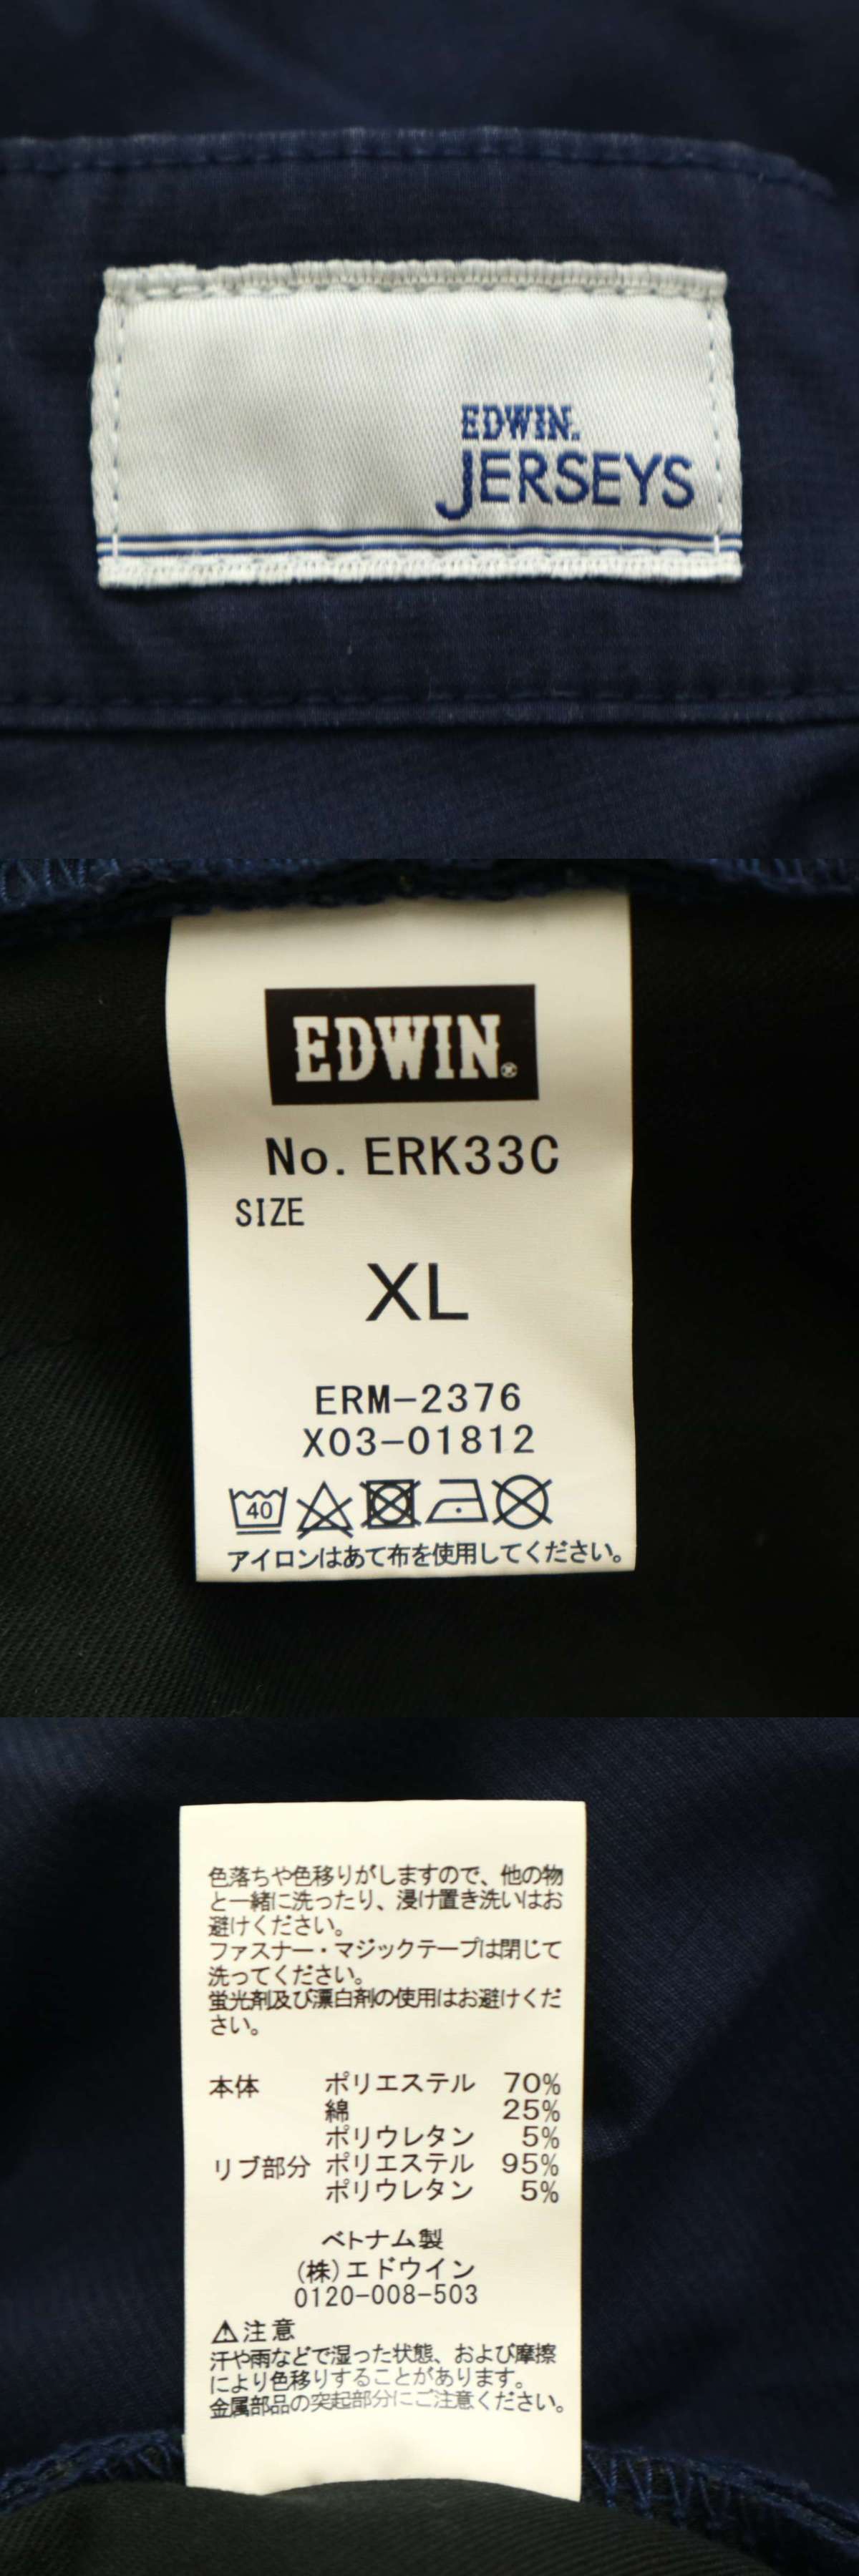 EDWIN.
JERSEYS
EDWIN.®
No. ERK33C
SIZE
XL
ERM-2376
X03-01812
40
アイロンはあて布を使用してください。
色落ちや色移りがしますので、他の物
と一緒に洗ったり、浸け置き洗いはお
避けください。
ファスナー・マジックテープは閉じて
洗ってください。
蛍光剤及び漂白剤の使用はお避けくだ
さい。
本体 ポリエステル 70%
綿 25%
ポリウレタン 5%
リブ部分 ポリエステル 95%
ポリウレタン 5%
ベトナム製
(株)エドウイン
0120-008-503
⚠注意
汗や雨などで湿った状態、および摩擦
により色移りすることがあります。
金属部品の突起部分にご注意ください。